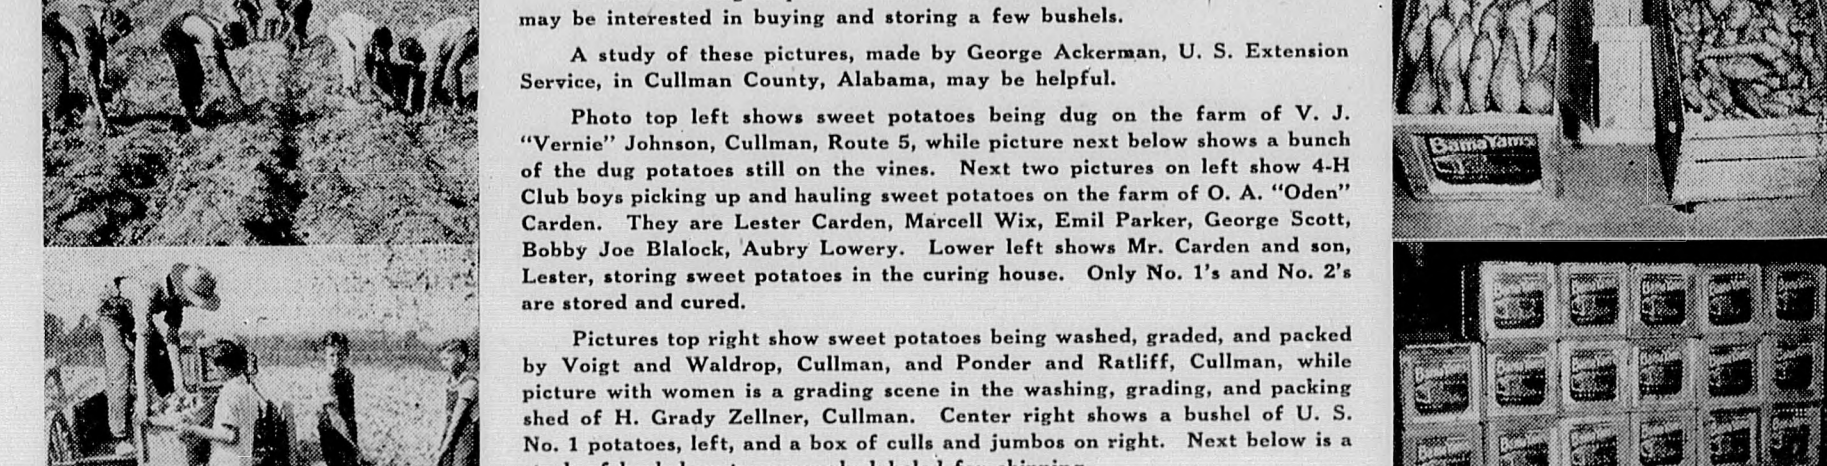 may be interested in buying and storing a few bushels.
A study of these pictures, made by George Ackerman, U. S. Extension
Service, in Cullman County, Alabama, may be helpful.
Photo top left shows sweet potatoes being dug on the farm of V. J.
"Vernie" Johnson, Cullman, Route 5, while picture next below shows a bunch
of the dug potatoes still on the vines. Next two pictures on left show 4-H
Club boys picking up and hauling sweet potatoes on the farm of O. A. "Oden"
Carden. They are Lester Carden, Marcell Wix, Emil Parker, George Scott,
Bobby Joe Blalock, Aubry Lowery. Lower left shows Mr. Carden and son,
Lester, storing sweet potatoes in the curing house. Only No. 1's and No. 2's
are stored and cured.
Pictures top right show sweet potatoes being washed, graded, and packed
by Voigt and Waldrop, Cullman, and Ponder and Ratliff, Cullman, while
picture with women is a grading scene in the washing, grading, and packing
shed of H. Grady Zellner, Cullman. Center right shows a bushel of U. S.
No. 1 potatoes, left, and a box of culls and jumbos on right. Next below is a
BamaYams